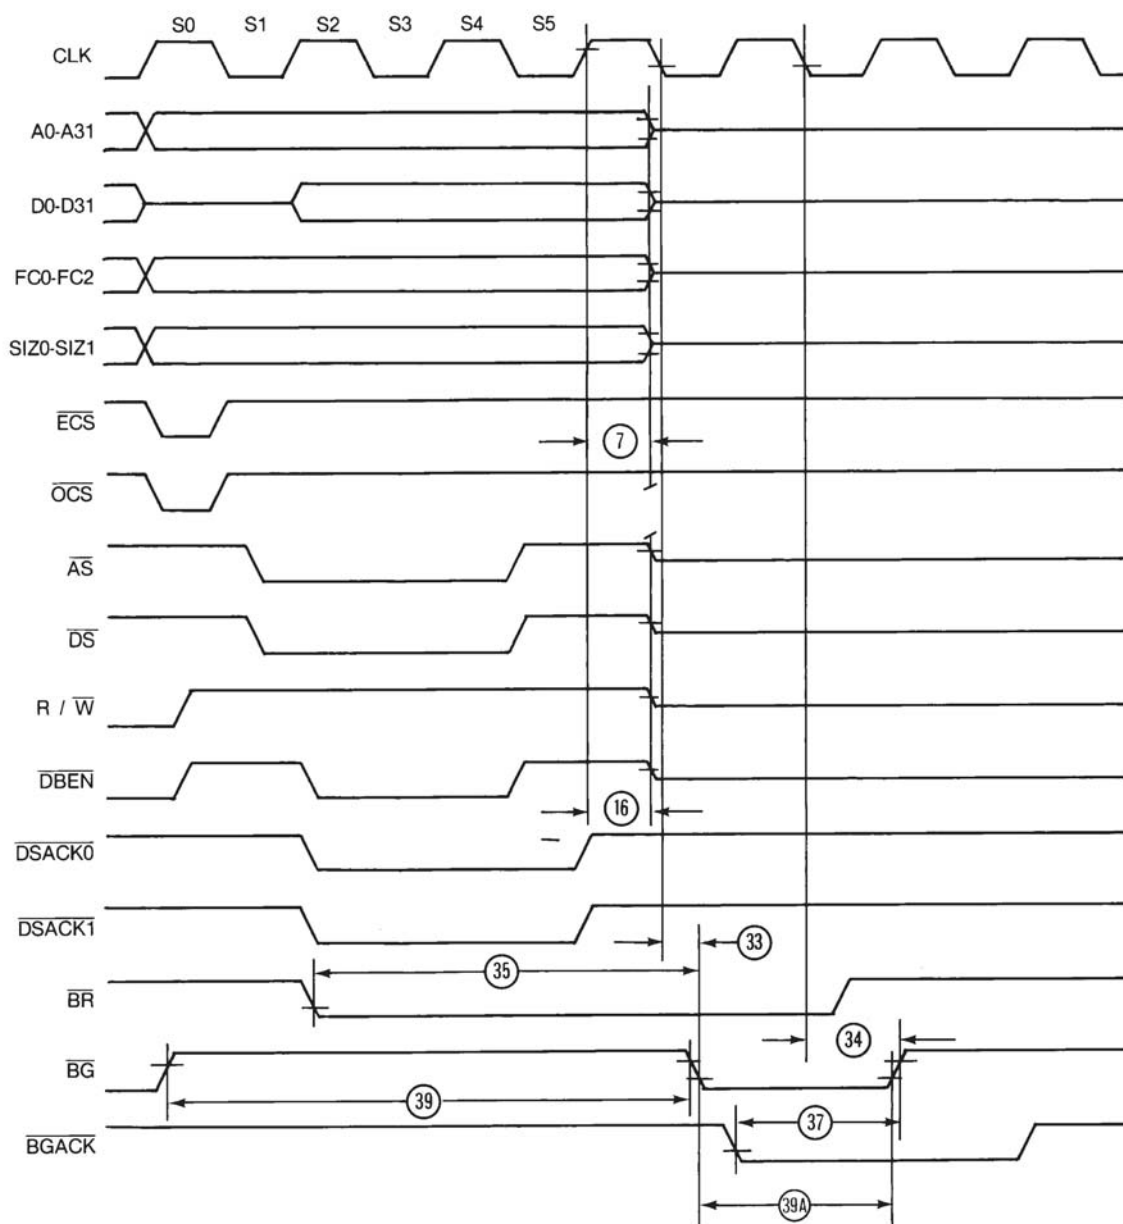 S0 S1 S2 S3 S4 S5
CLK
A0-A31
D0-D31
FC0-FC2
SIZ0-SIZ1
ECS
7
OCS
AS
DS
R / W
DBEN
16
DSACK0
DSACK1
33
35
BR
34
BG
39
37
BGACK
39A